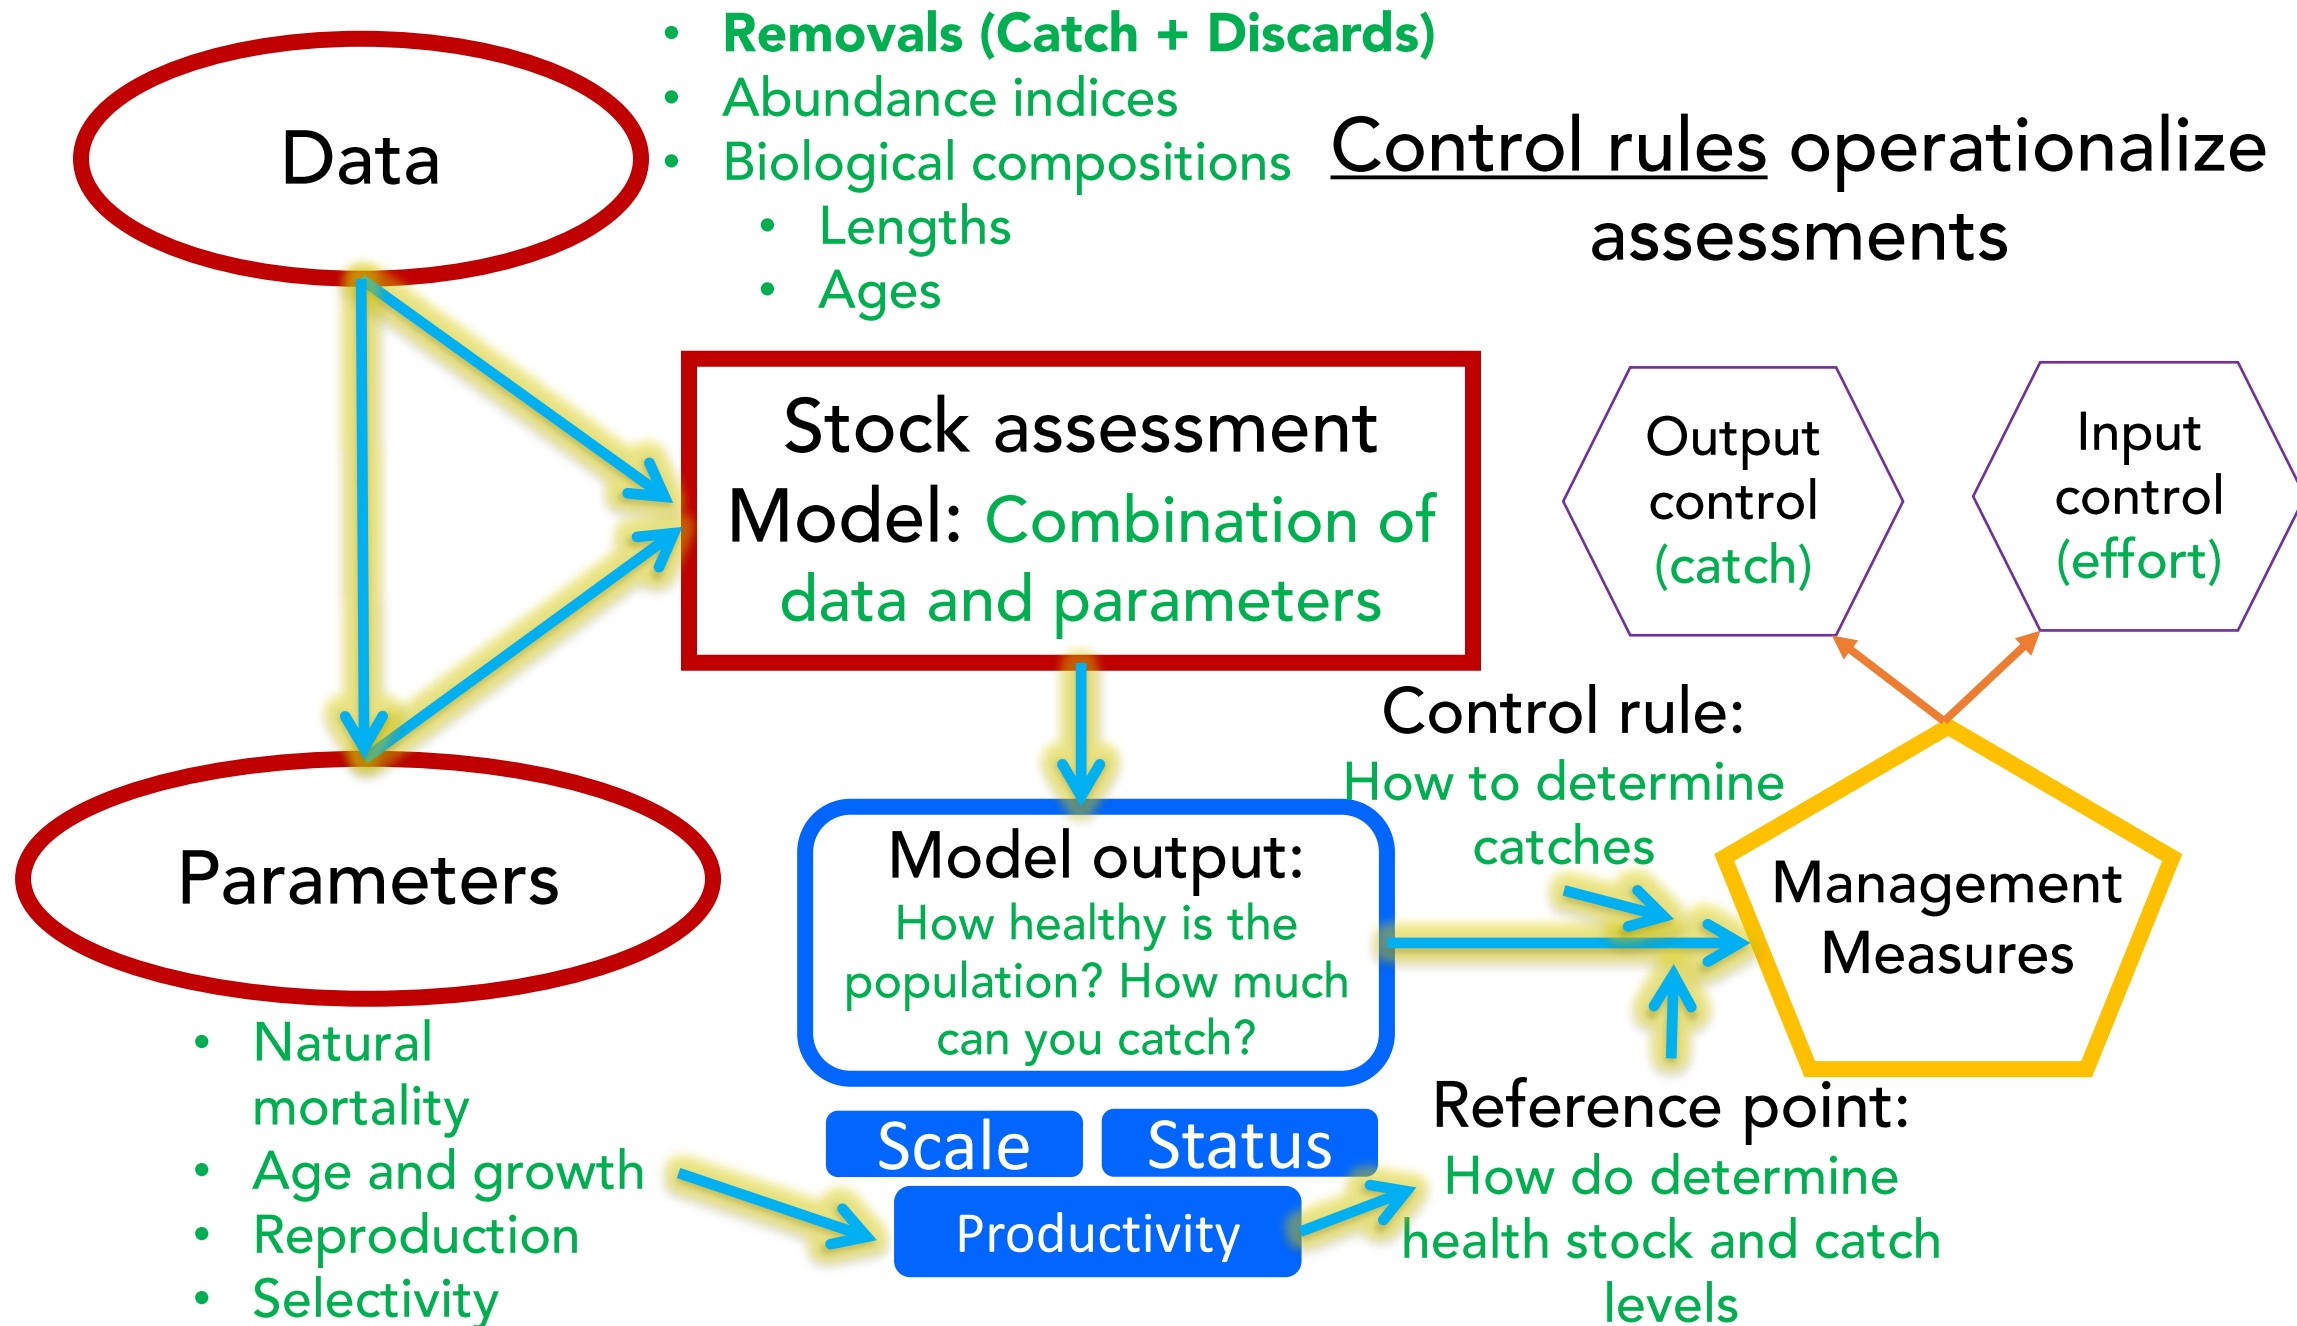 Data
• Removals (Catch + Discards)
• Abundance indices
• Biological compositions
• Lengths
• Ages
Control rules operationalize
assessments
Stock assessment
Model: Combination of
data and parameters
Output
control
(catch)
Input
control
(effort)
Control rule:
How to determine
catches
Parameters
• Natural
mortality
• Age and growth
• Reproduction
• Selectivity
Model output:
How healthy is the
population? How much
can you catch?
Management
Measures
Scale
Status
Productivity
Reference point:
How do determine
health stock and catch
levels